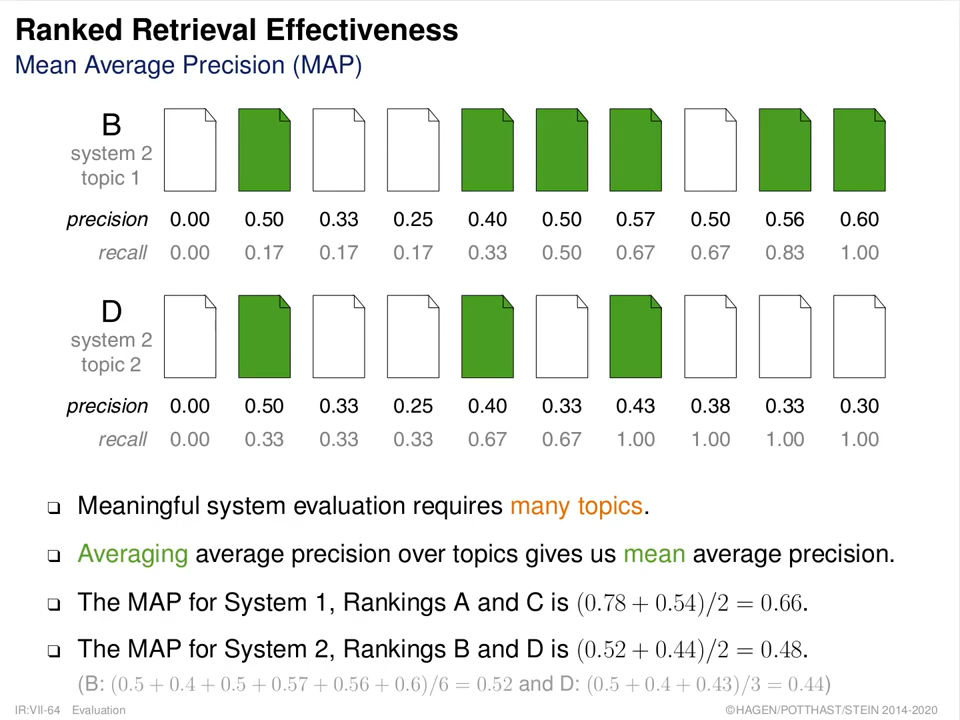 Ranked Retrieval Effectiveness
Mean Average Precision (MAP)
B
system 2
topic 1
precision 0.00 0.50 0.33 0.25 0.40 0.50 0.57 0.50 0.56 0.60
recall 0.00 0.17 0.17 0.17 0.33 0.50 0.67 0.67 0.83 1.00
D
system 2
topic 2
precision 0.00 0.50 0.33 0.25 0.40 0.33 0.43 0.38 0.33 0.30
recall 0.00 0.33 0.33 0.33 0.67 0.67 1.00 1.00 1.00 1.00
❑ Meaningful system evaluation requires many topics.
❑ Averaging average precision over topics gives us mean average precision.
❑ The MAP for System 1, Rankings A and C is (0.78 + 0.54)/2 = 0.66.
❑ The MAP for System 2, Rankings B and D is (0.52 + 0.44)/2 = 0.48.
(B: (0.5 + 0.4 + 0.5 + 0.57 + 0.56 + 0.6)/6 = 0.52 and D: (0.5 + 0.4 + 0.43)/3 = 0.44)
IR:VII-64 Evaluation ©HAGEN/POTTHAST/STEIN 2014-2020